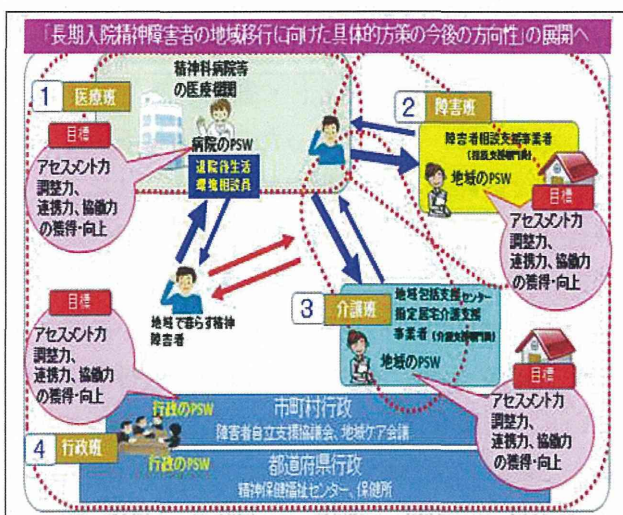 「長期入院精神障害者の地域移行に向けた具体的方策の今後の方向性」の展開へ
1 医療班
精神科病院等
の医療機関
病院のPSW
退院後生活
環境相談員
目標
アセスメント力
調整力、
連携力、協働力
の獲得・向上
2 障害班
障害者相談支援事業者
(相談支援専門員)
地域のPSW
目標
アセスメント力
調整力、
連携力、協働力
の獲得・向上
地域で暮らす精神
障害者
3 介護班
地域包括支援センター
指定居宅介護支援
事業者(介護支援専門員)
地域のPSW
目標
アセスメント力
調整力、
連携力、協働力
の獲得・向上
目標
アセスメント力
調整力、
連携力、協働力
の獲得・向上
4 行政班
行政のPSW
市町村行政
障害者自立支援協議会、地域ケア会議
行政のPSW
都道府県行政
精神保健福祉センター、保健所